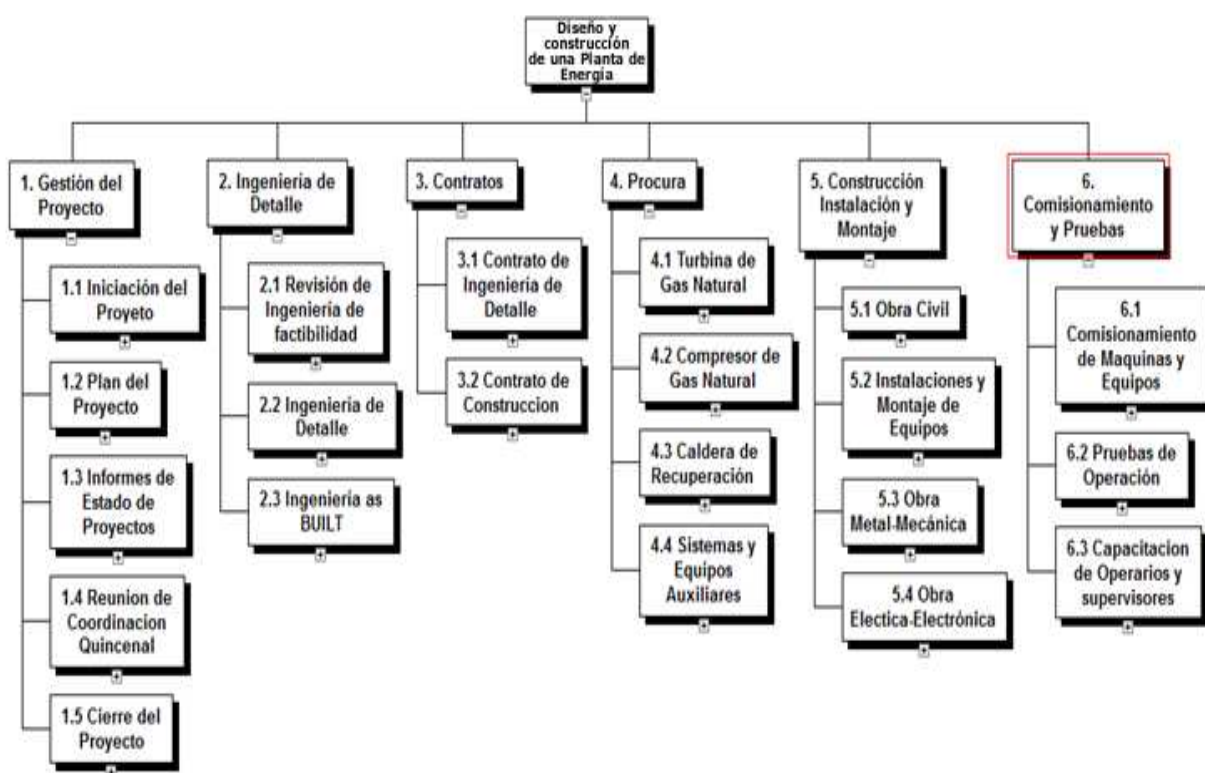 Diseño y
construcción
de una Planta de
Energía
1. Gestión del
Proyecto
1.1 Iniciación del
Proyeto
1.2 Plan del
Proyecto
1.3 Informes de
Estado de
Proyectos
1.4 Reunion de
Coordinacion
Quincenal
1.5 Cierre del
Proyecto
2. Ingeniería de
Detalle
2.1 Revisión de
Ingeniería de
factibilidad
2.2 Ingeniería de
Detalle
2.3 Ingeniería as
BUILT
3. Contratos
3.1 Contrato de
Ingeniería de
Detalle
3.2 Contrato de
Construccion
4. Procura
4.1 Turbina de
Gas Natural
4.2 Compresor de
Gas Natural
4.3 Caldera de
Recuperación
4.4 Sistemas y
Equipos
Auxiliares
5. Construcción
Instalación y
Montaje
5.1 Obra Civil
5.2 Instalaciones y
Montaje de
Equipos
5.3 Obra
Metal-Mecánica
5.4 Obra
Electica-Electrónica
6.
Comisionamiento
y Pruebas
6.1
Comisionamiento
de Maquinas y
Equipos
6.2 Pruebas de
Operación
6.3 Capacitacion
de Operarios y
supervisores